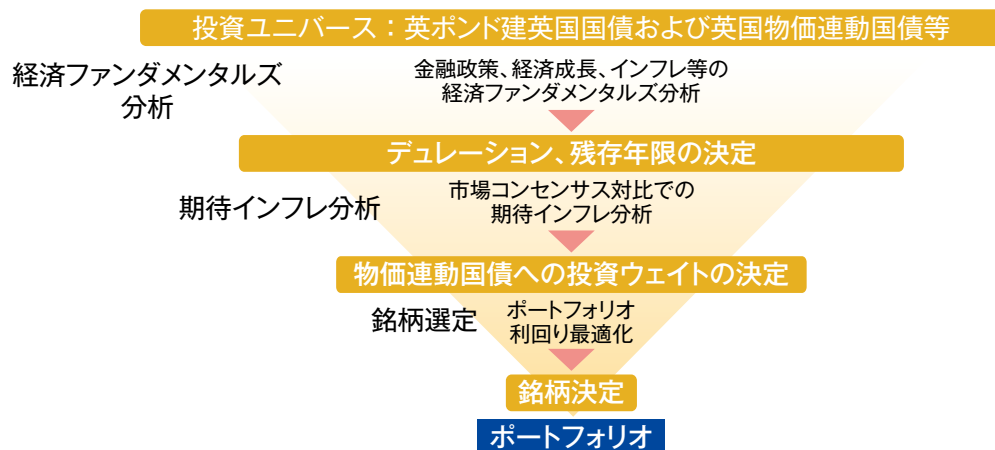 投資ユニバース：英ポンド建英国国債および英国物価連動国債等
経済ファンダメンタルズ
分析
金融政策、経済成長、インフレ等の
経済ファンダメンタルズ分析
デュレーション、残存年限の決定
期待インフレ分析
市場コンセンサス対比での
期待インフレ分析
物価連動国債への投資ウェイトの決定
銘柄選定
ポートフォリオ
利回り最適化
銘柄決定
ポートフォリオ